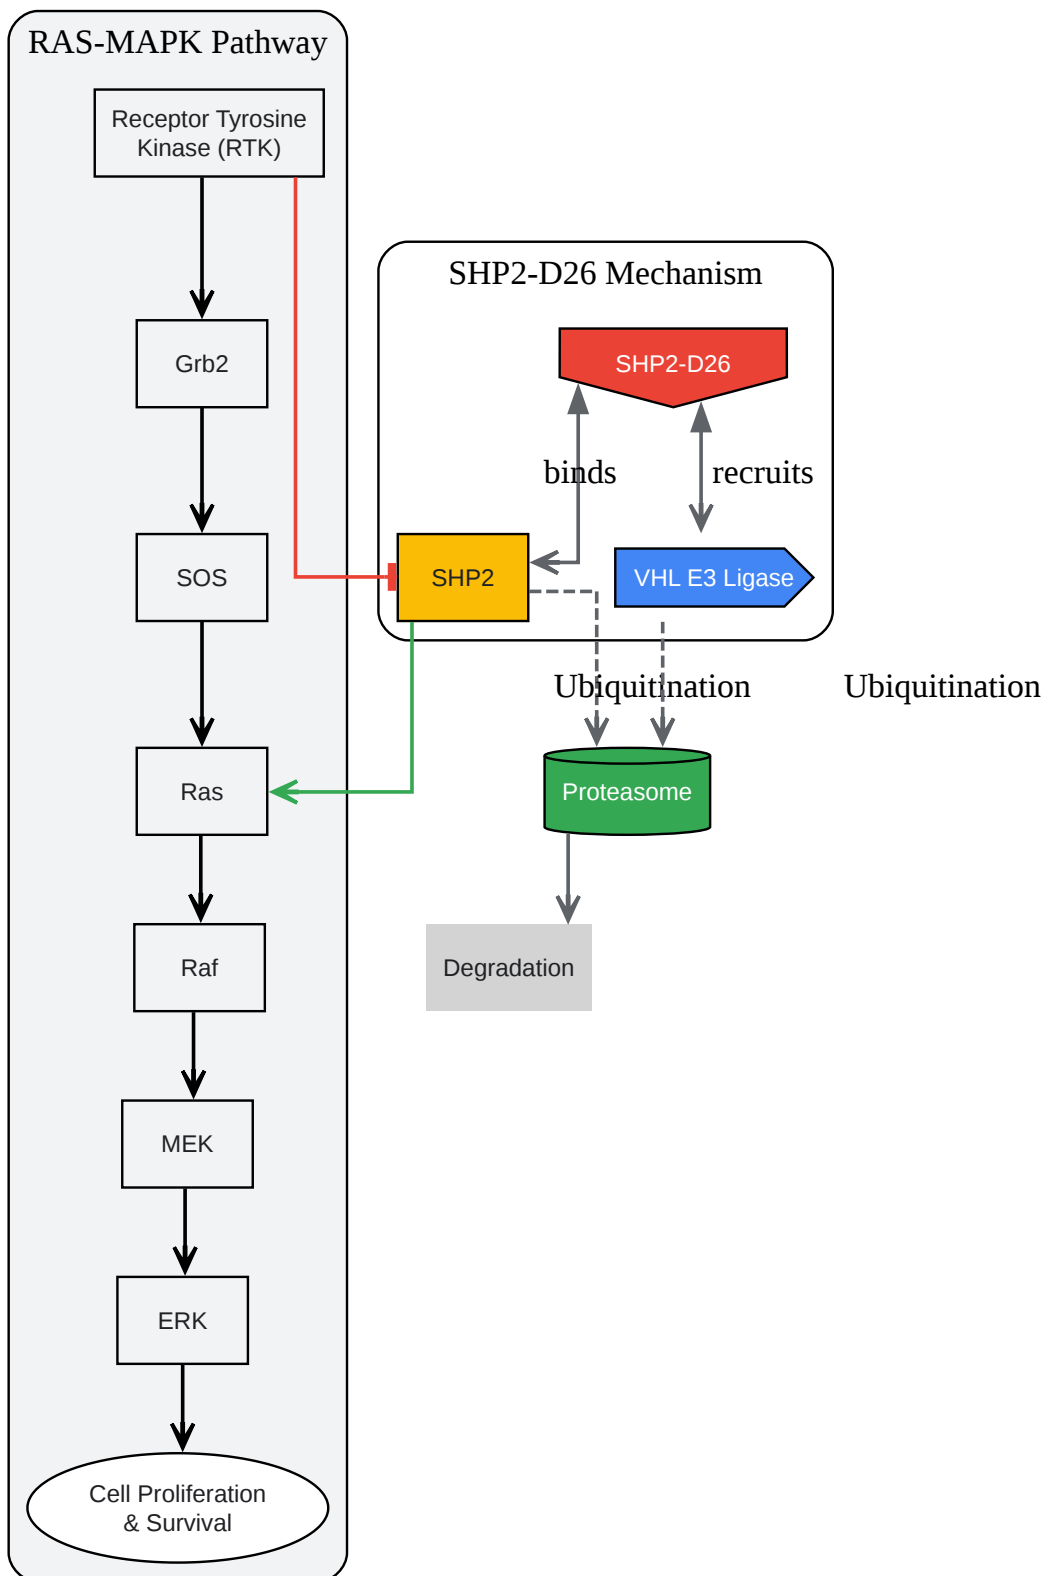 RAS-MAPK Pathway
Receptor Tyrosine
Kinase (RTK)
Grb2
SOS
Ras
Raf
MEK
ERK
Cell Proliferation
& Survival
SHP2-D26 Mechanism
SHP2-D26
binds
recruits
SHP2
VHL E3 Ligase
Ubiquitination
Ubiquitination
Proteasome
Degradation